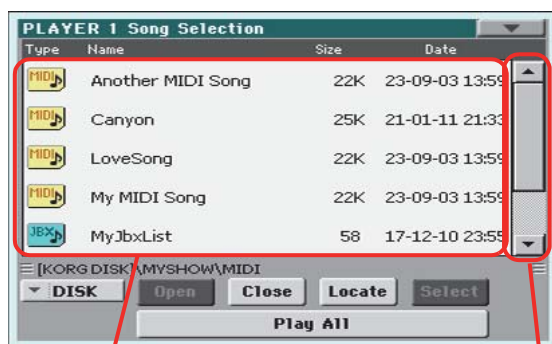 PLAYER 1 Song Selection
Type Name Size Date
MIDI Another MIDI Song 22K 23-09-03 13:59
MIDI Canyon 25K 21-01-11 21:33
MIDI LoveSong 22K 23-09-03 13:59
MIDI My MIDI Song 22K 23-09-03 13:59
JBX MyJbxList 58 17-12-10 23:55
[KORG DISK]\MYSHOW\MIDI
DISK Open Close Locate Select
Play All